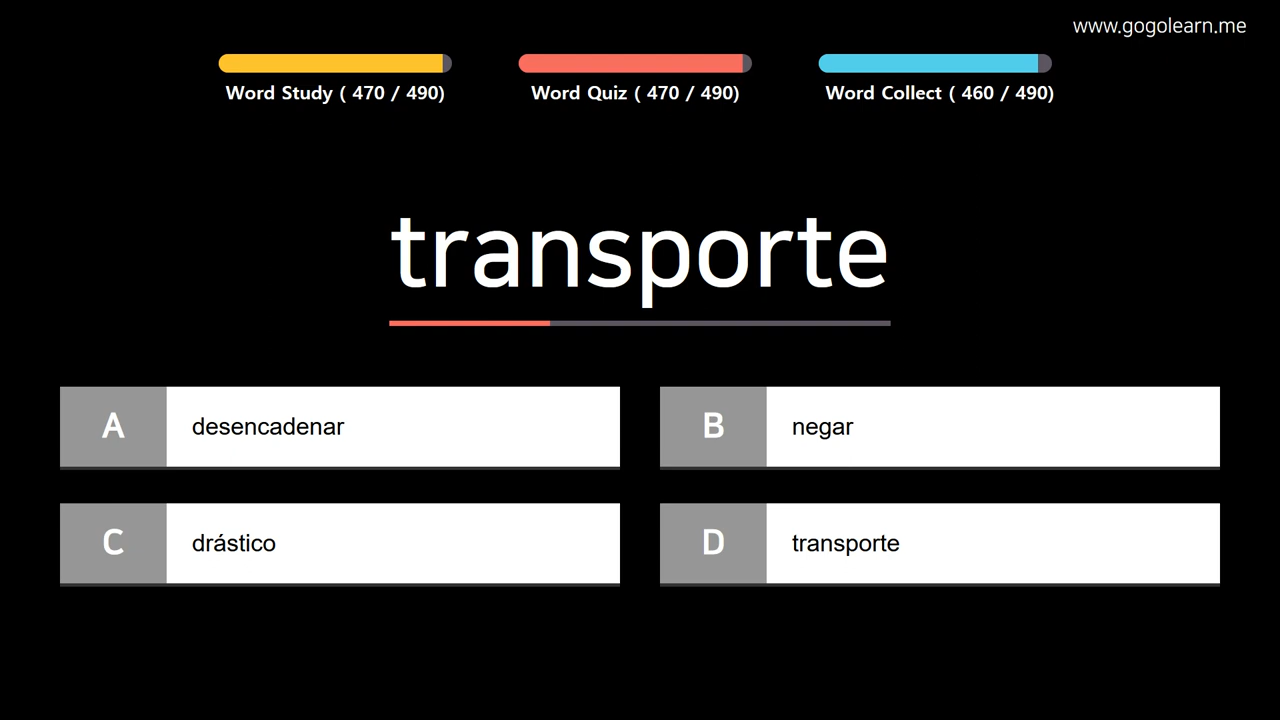 www.gogolearn.me
Word Study ( 470 / 490)
Word Quiz ( 470 / 490)
Word Collect ( 460 / 490)
transporte
A
desencadenar
B
negar
C
drástico
D
transporte